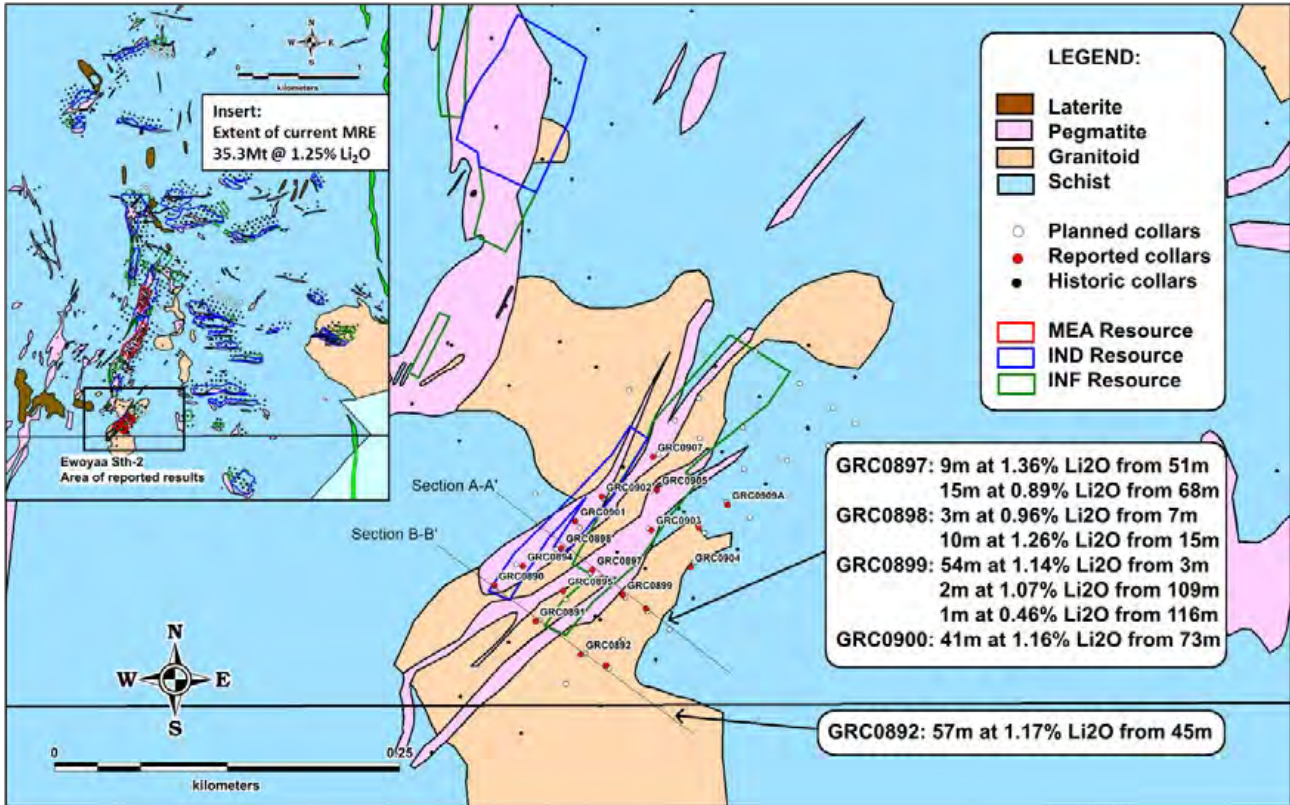 N
W E
S
0 1
kilometers
Insert:
Extent of current MRE
35.3Mt @ 1.25% Li₂O
Ewoyaa Sth-2
Area of reported results
LEGEND:
Laterite
Pegmatite
Granitoid
Schist
Planned collars
Reported collars
Historic collars
MEA Resource
IND Resource
INF Resource
Section A-A'
Section B-B'
GRC0907
GRC0902
GRC0905
GRC0909A
GRC0901
GRC0903
GRC0898
GRC0894
GRC0897
GRC0904
GRC0890
GRC0895
GRC0899
GRC0891
GRC0892
GRC0897: 9m at 1.36% Li2O from 51m
15m at 0.89% Li2O from 68m
GRC0898: 3m at 0.96% Li2O from 7m
10m at 1.26% Li2O from 15m
GRC0899: 54m at 1.14% Li2O from 3m
2m at 1.07% Li2O from 109m
1m at 0.46% Li2O from 116m
GRC0900: 41m at 1.16% Li2O from 73m
GRC0892: 57m at 1.17% Li2O from 45m
N
W E
S
0 0.25
kilometers